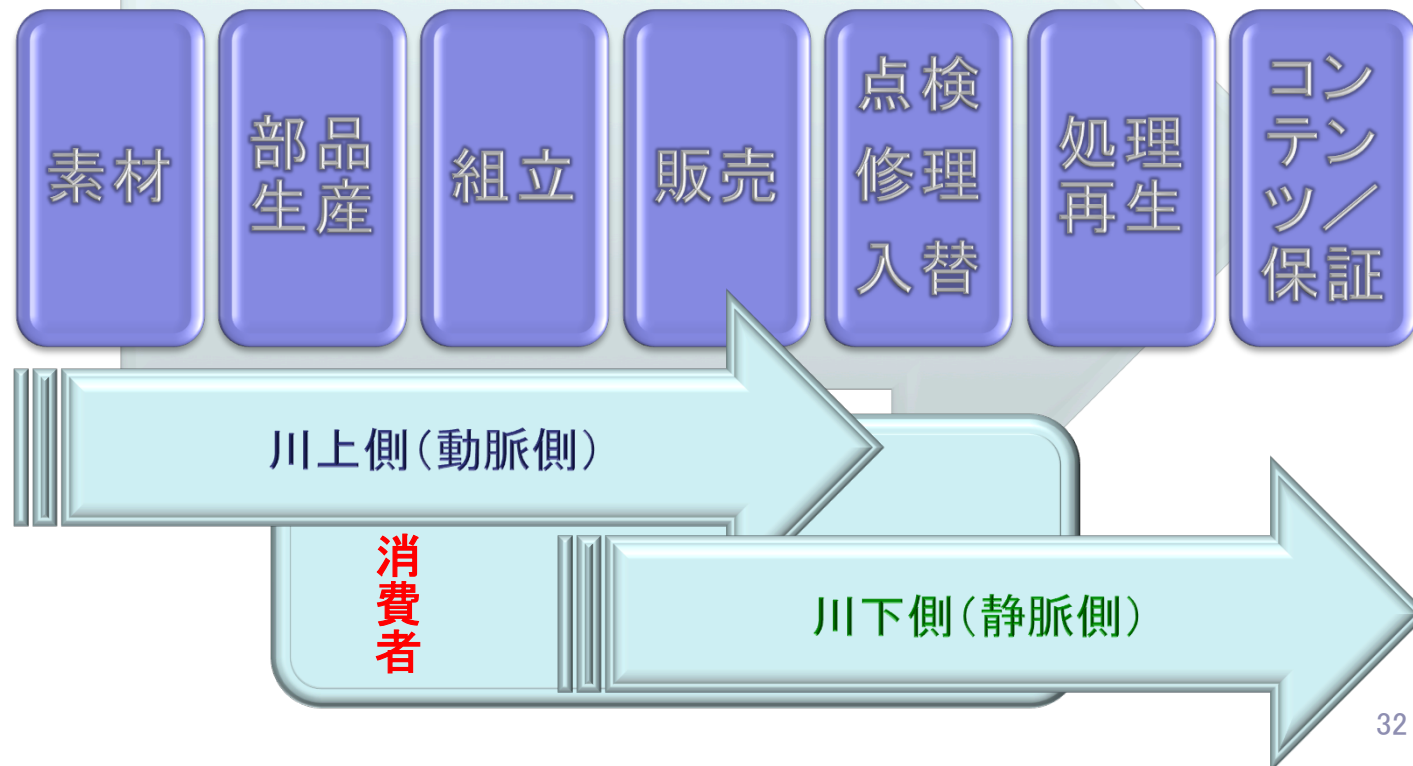 素材
部品
生産
組立
販売
点検
修理
入替
処理
再生
コン
テン
ツ／
保証
川上側(動脈側)
消
費
者
川下側(静脈側)
32